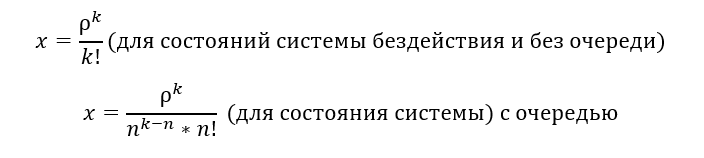 x = ρ^k / k! (для состояний системы бездействия и без очереди)
x = ρ^k / (n^(k−n) * n!) (для состояния системы) с очередью